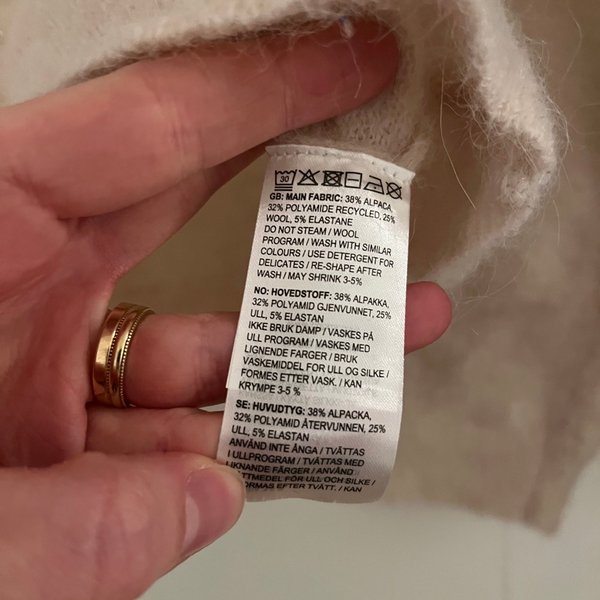 30
GB: MAIN FABRIC: 38% ALPACA,
32% POLYAMIDE RECYCLED, 25%
WOOL, 5% ELASTANE
DO NOT STEAM / WOOL
PROGRAM / WASH WITH SIMILAR
COLOURS / USE DETERGENT FOR
DELICATES / RE-SHAPE AFTER
WASH / MAY SHRINK 3-5%
NO: HOVEDSTOFF: 38% ALPAKKA,
32% POLYAMID GJENVUNNET, 25%
ULL, 5% ELASTAN
IKKE BRUK DAMP / VASKES PÅ
ULL PROGRAM / VASKES MED
LIGNENDE FARGER / BRUK
VASKEMIDDEL FOR ULL OG SILKE /
FORMES ETTER VASK. / KAN
KRYMPE 3-5 %
SE: HUVUDTYG: 38% ALPACKA,
32% POLYAMID ÅTERVUNNEN, 25%
ULL, 5% ELASTAN
ANVÄND INTE ÅNGA / TVÄTTAS
I ULLPROGRAM / TVÄTTAS MED
LIKNANDE FÄRGER / ANVÄND
TTMEDEL FÖR ULL OCH SILKE /
ORMAS EFTER TVÄTT. / KAN